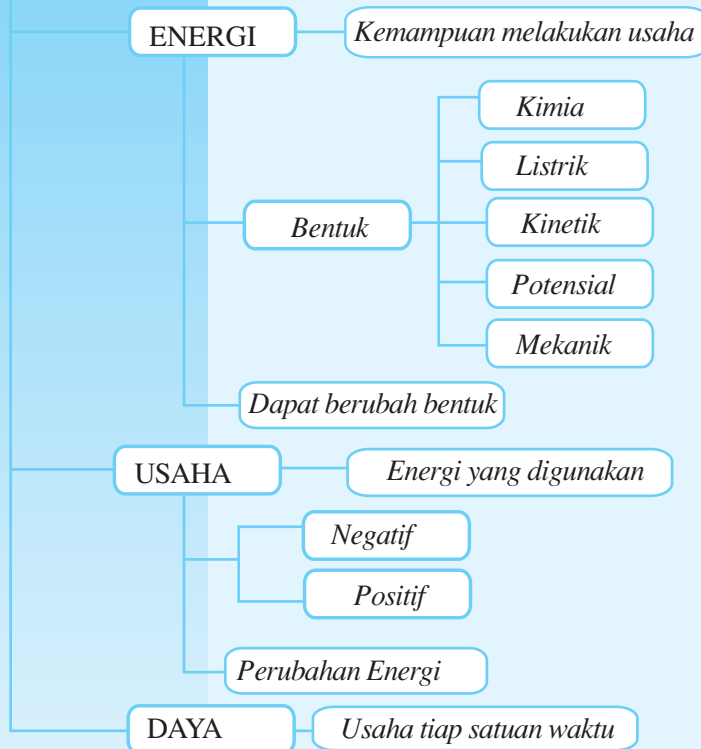 ENERGI
Kemampuan melakukan usaha
Kimia
Listrik
Bentuk
Kinetik
Potensial
Mekanik
Dapat berubah bentuk
USAHA
Energi yang digunakan
Negatif
Positif
Perubahan Energi
DAYA
Usaha tiap satuan waktu